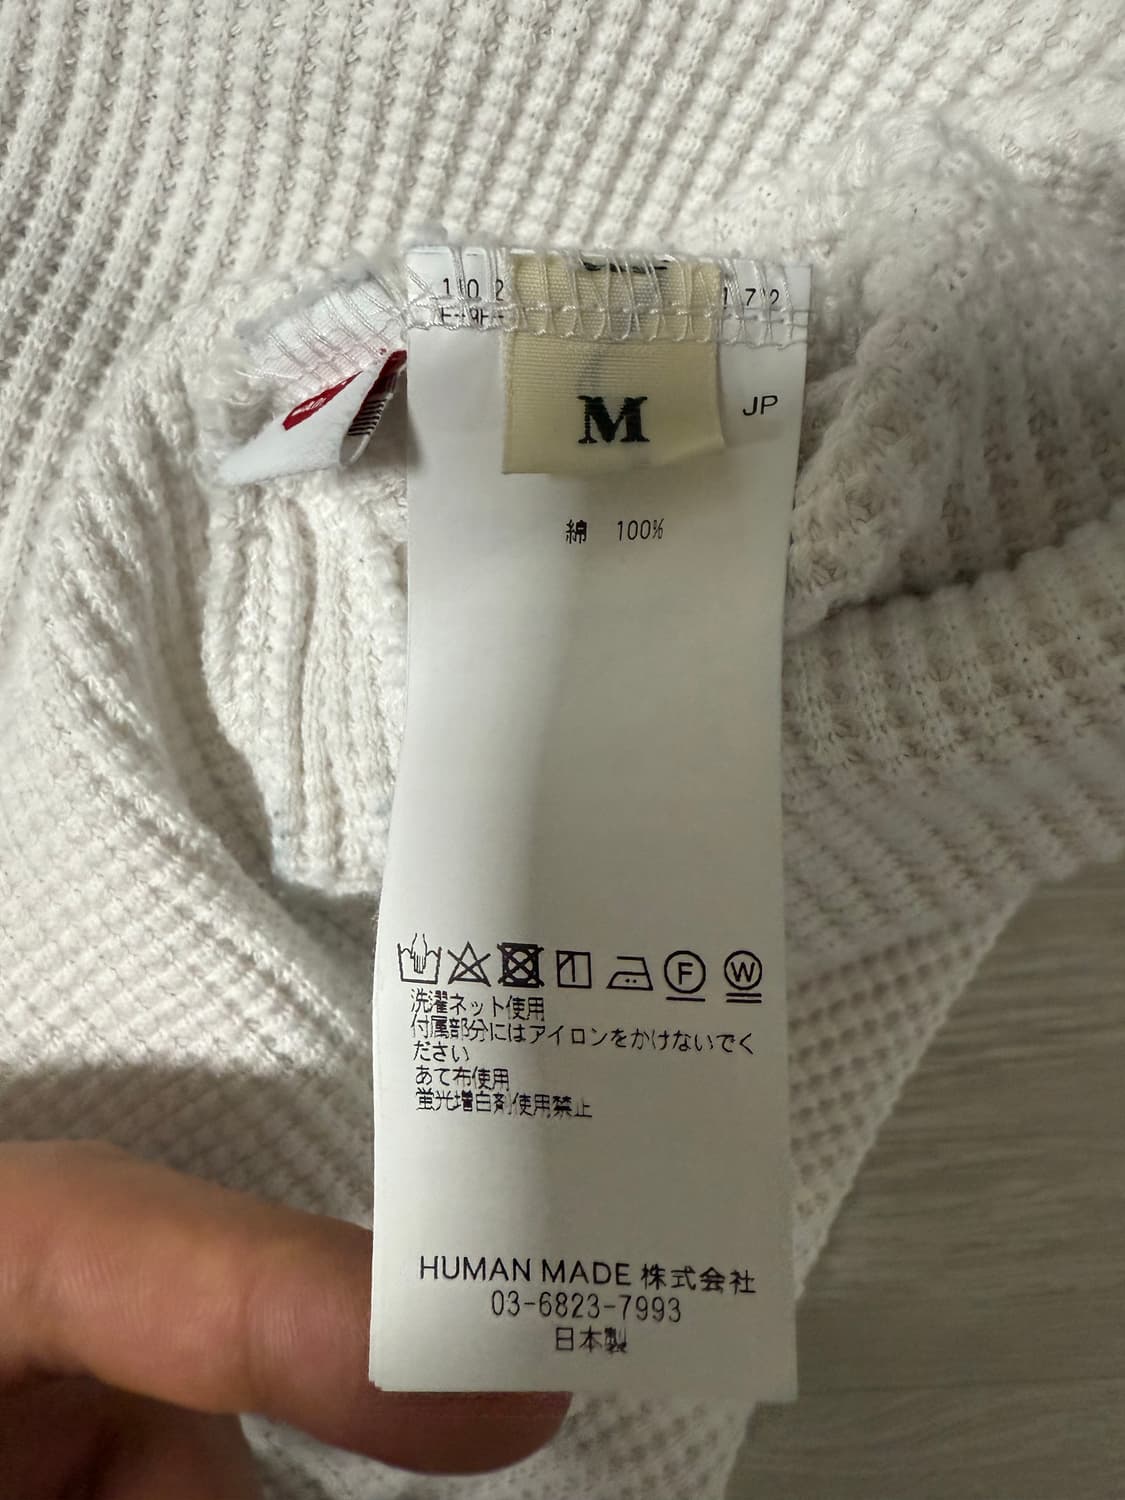 M
JP
綿 100%
F W
洗濯ネット使用
付属部分にはアイロンをかけないでく
ださい
あて布使用
蛍光増白剤使用禁止
HUMAN MADE 株式会社
03-6823-7993
日本製